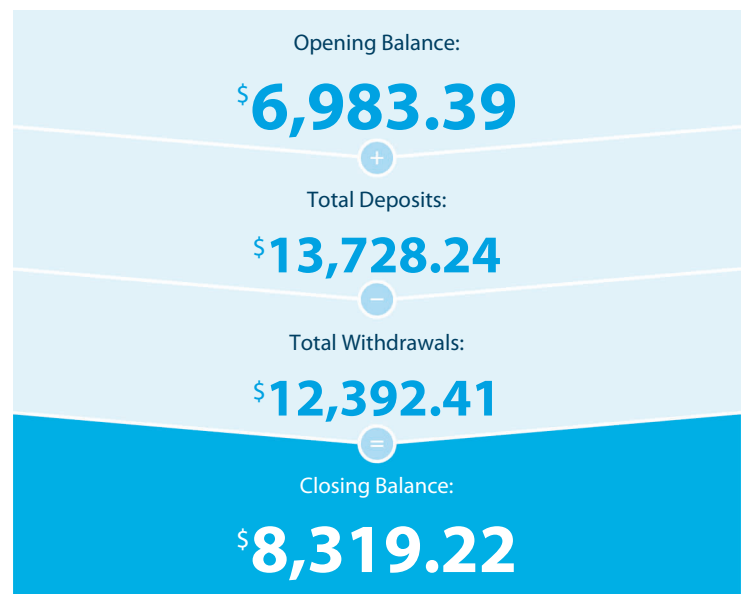 Opening Balance:
$6,983.39
+
Total Deposits:
$13,728.24
−
Total Withdrawals:
$12,392.41
=
Closing Balance:
$8,319.22